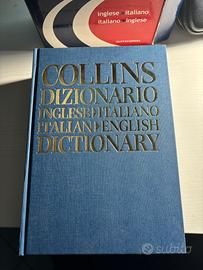 inglese • italiano
italiano • inglese
COLLINS
DIZIONARIO
INGLESE • ITALIANO
ITALIAN • ENGLISH
DICTIONARY
subito